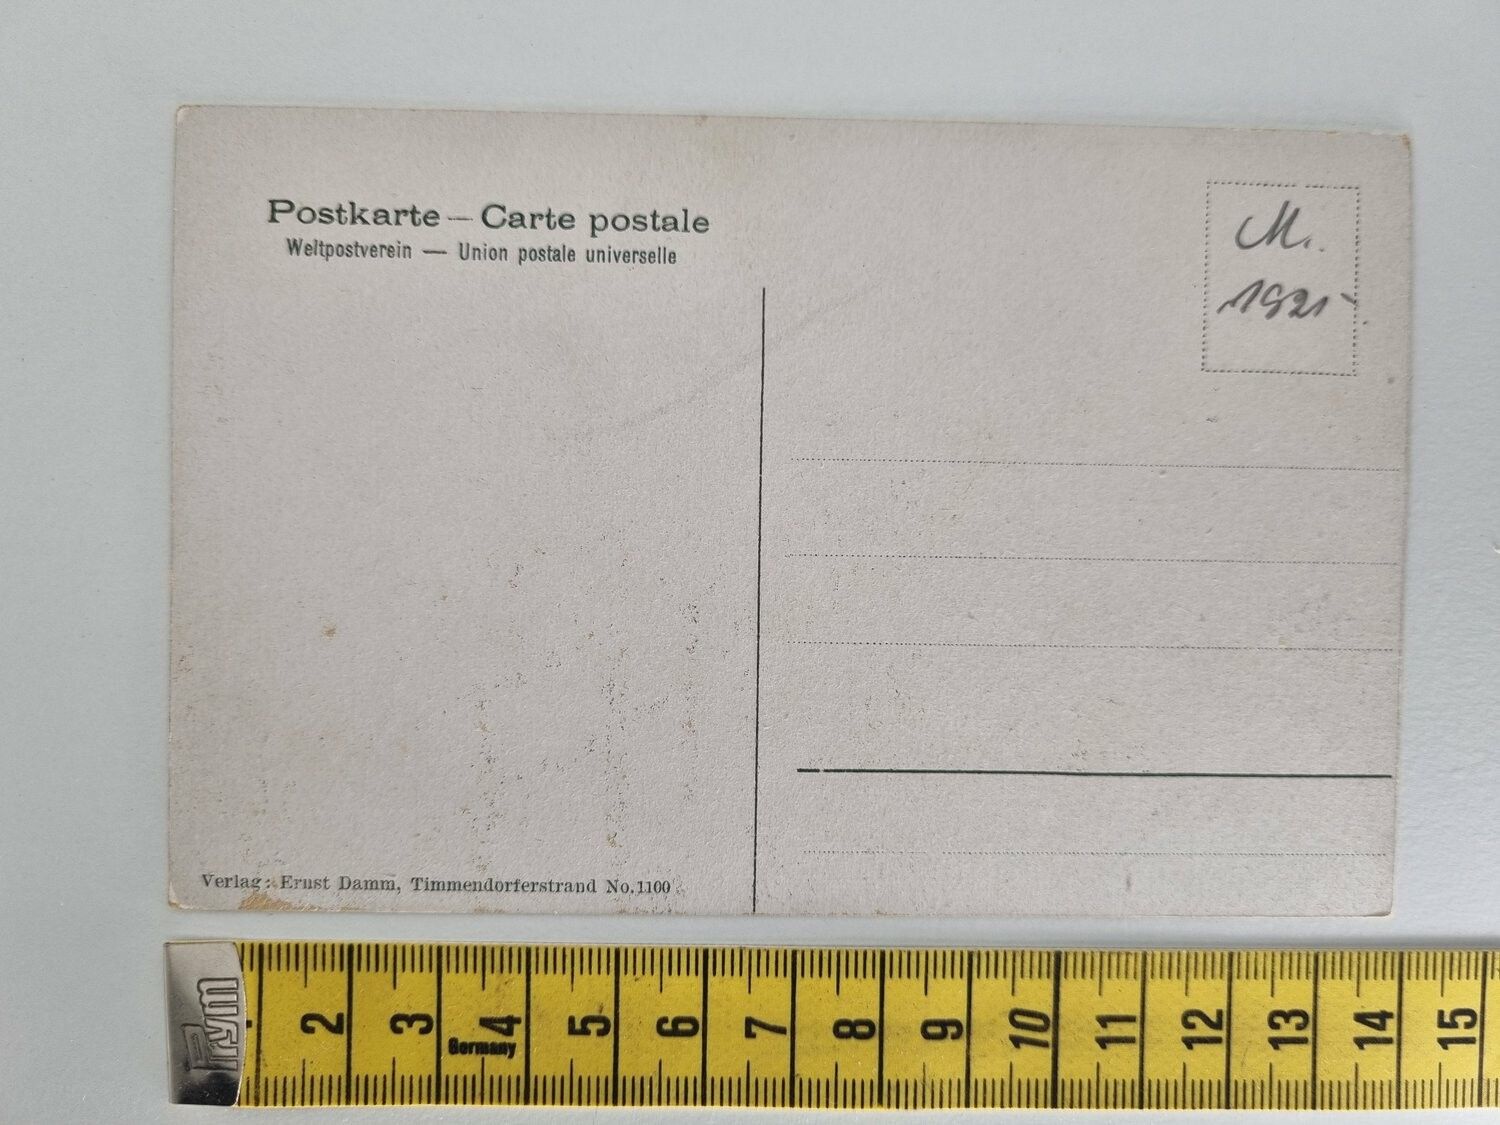 Postkarte — Carte postale
Weltpostverein — Union postale universelle
M.
1921
Verlag: Ernst Damm, Timmendorferstrand No. 1100
Prym
2 3 4 5 6 7 8 9 10 11 12 13 14 15
Germany